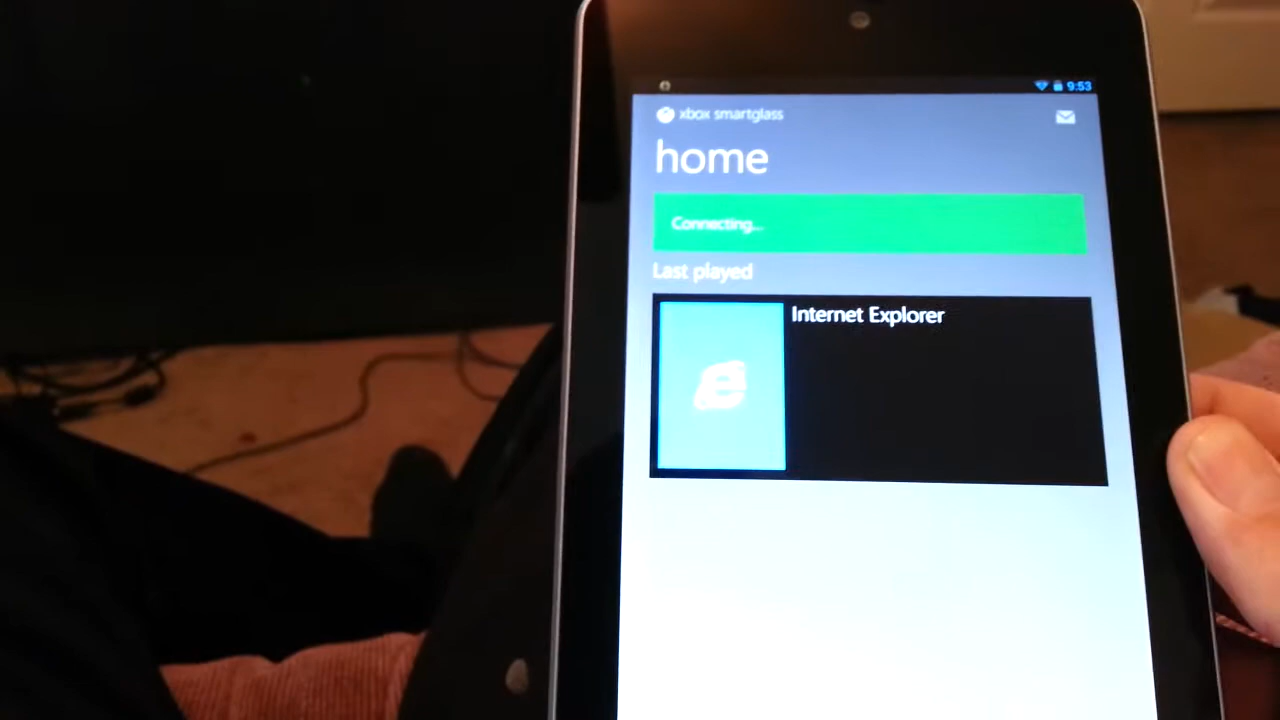 9:53
xbox smartglass
home
Connecting...
Last played
Internet Explorer